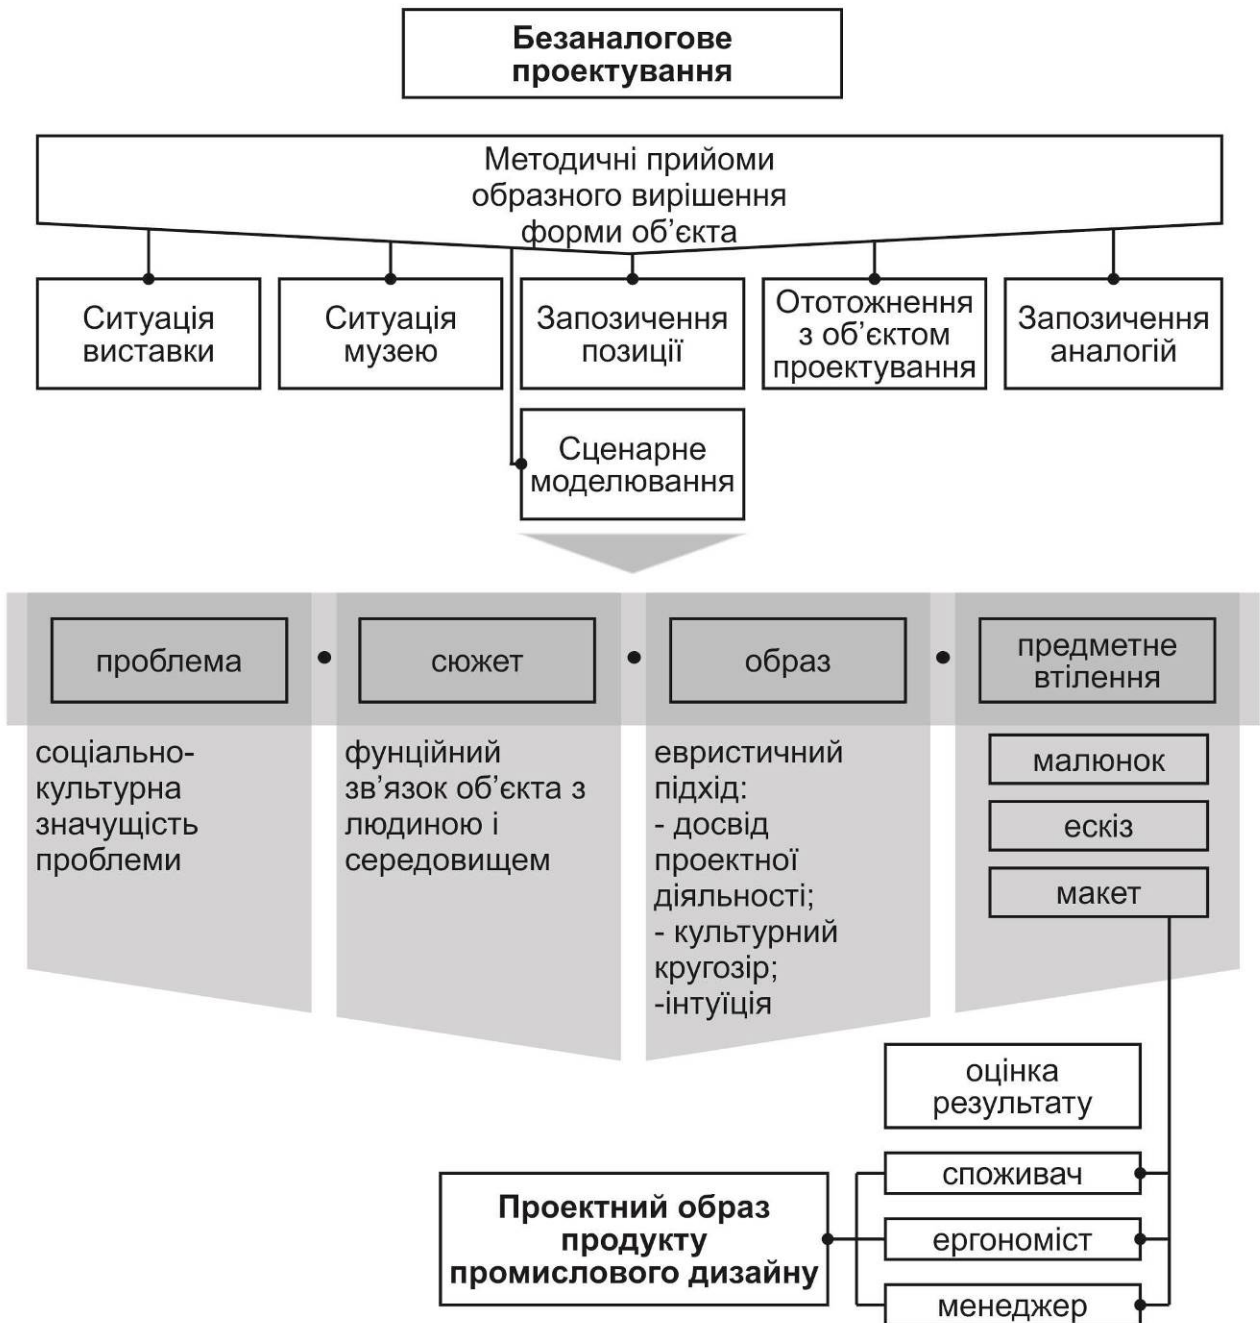 Безаналогове
проектування
Методичні прийоми
образного вирішення
форми об’єкта
Ситуація
виставки
Ситуація
музею
Запозичення
позиції
Ототожнення
з об’єктом
проектування
Запозичення
аналогій
Сценарне
моделювання
проблема
сюжет
образ
предметне
втілення
соціально-
культурна
значущість
проблеми
фунційний
зв’язок об’єкта з
людиною і
середовищем
евристичний
підхід:
- досвід
проектної
діяльності;
- культурний
кругозір;
-інтуїція
малюнок
ескіз
макет
оцінка
результату
споживач
ергономіст
менеджер
Проектний образ
продукту
промислового дизайну